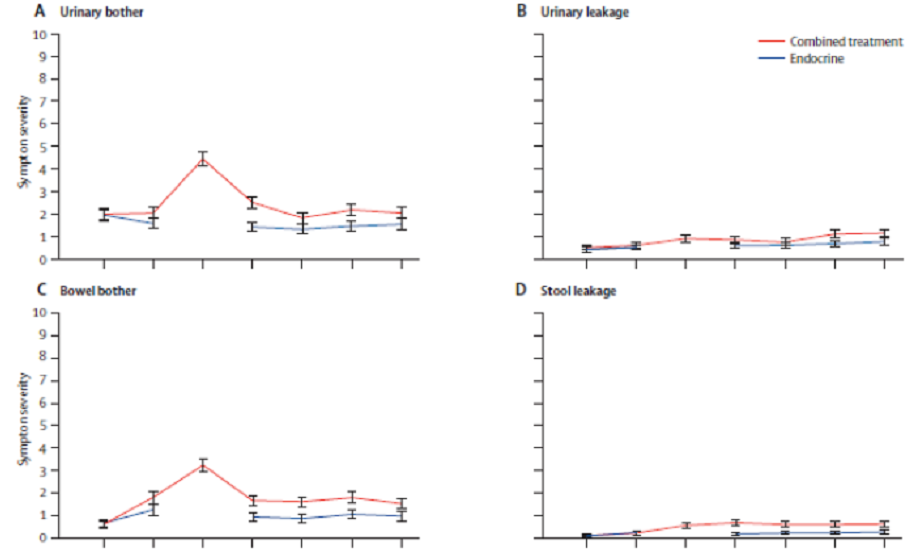 A Urinary bother
B Urinary leakage
10
9
8
7
6
5
4
3
2
1
0
Symptom severity
Combined treatment
Endocrine
C Bowel bother
D Stool leakage
10
9
8
7
6
5
4
3
2
1
0
Symptom severity